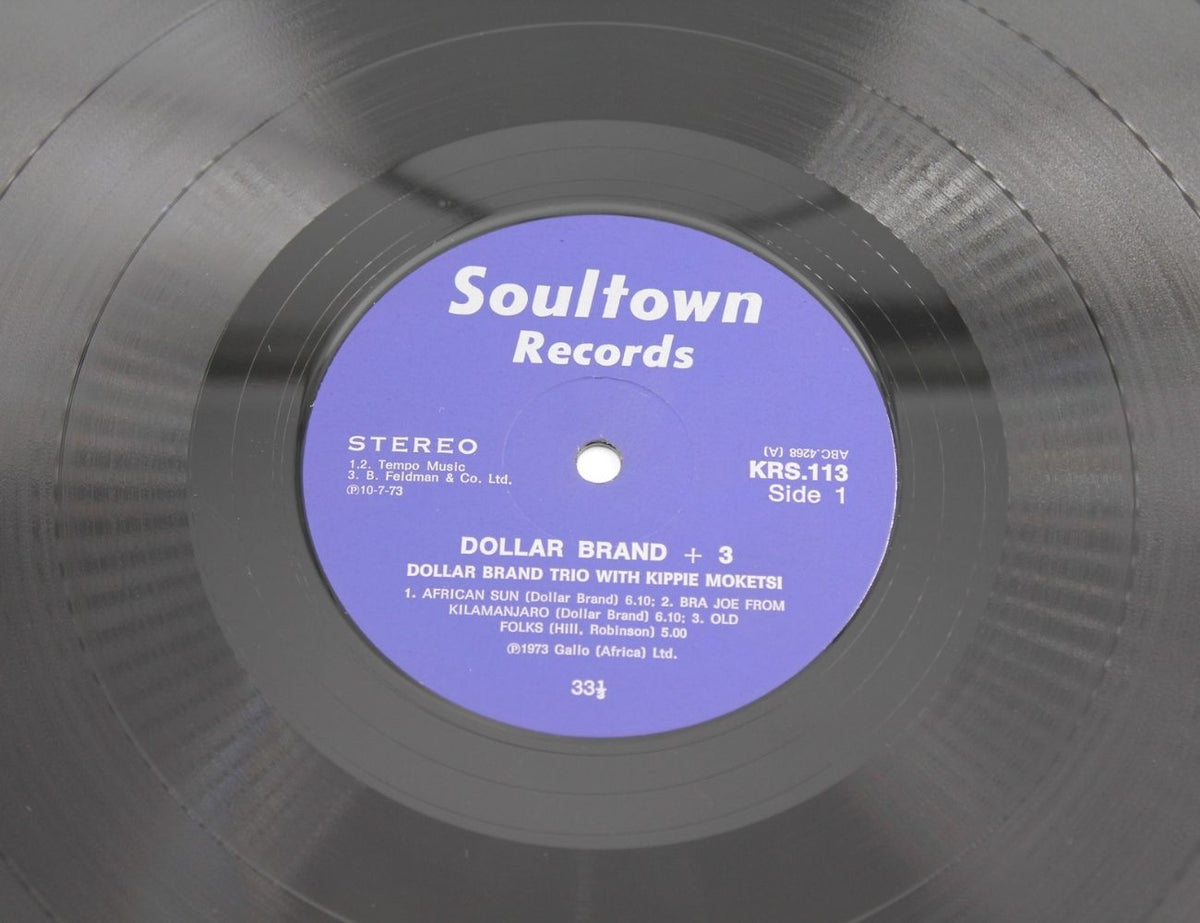 Soultown
Records
STEREO
1.2. Tempo Music
3. B. Feldman & Co. Ltd.
℗10-7-73
ABC.4268 (A)
KRS.113
Side 1
DOLLAR BRAND + 3
DOLLAR BRAND TRIO WITH KIPPIE MOKETSI
1. AFRICAN SUN (Dollar Brand) 6.10; 2. BRA JOE FROM
KILAMANJARO (Dollar Brand) 6.10; 3. OLD
FOLKS (Hill, Robinson) 5.00
℗1973 Gallo (Africa) Ltd.
33⅓